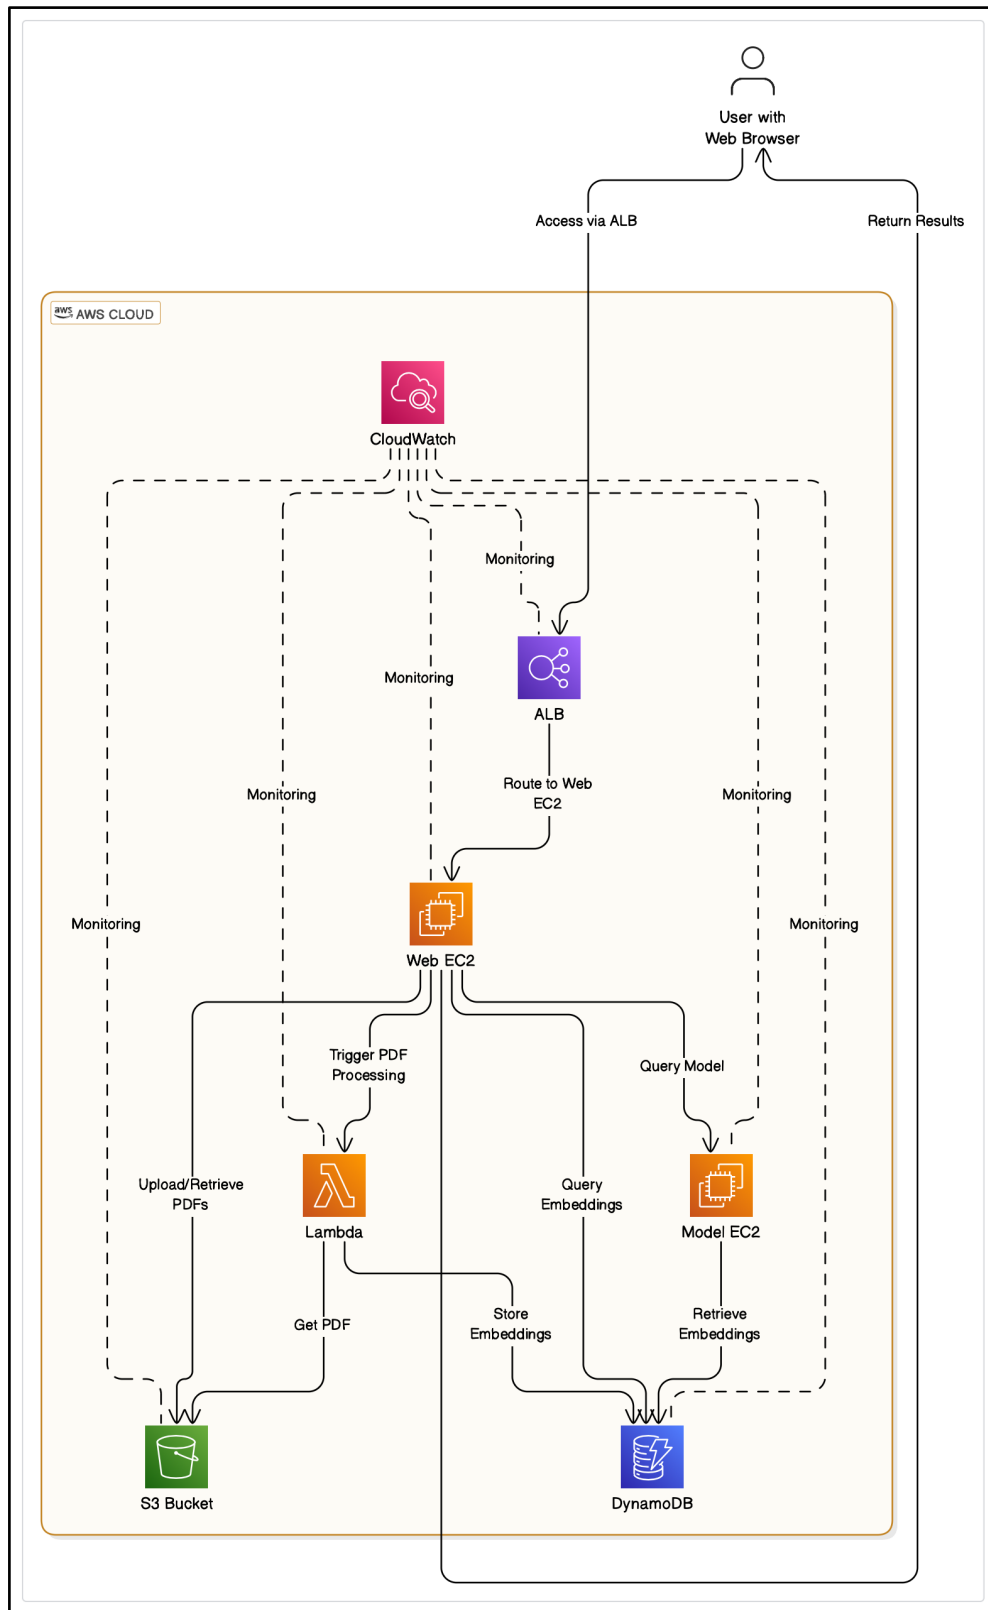 User with
Web Browser
Access via ALB
Return Results
aws
AWS CLOUD
CloudWatch
Monitoring
Monitoring
ALB
Route to Web
EC2
Monitoring
Monitoring
Monitoring
Monitoring
Web EC2
Trigger PDF
Processing
Query Model
Upload/Retrieve
PDFs
Query
Embeddings
Lambda
Model EC2
Get PDF
Store
Embeddings
Retrieve
Embeddings
S3 Bucket
DynamoDB